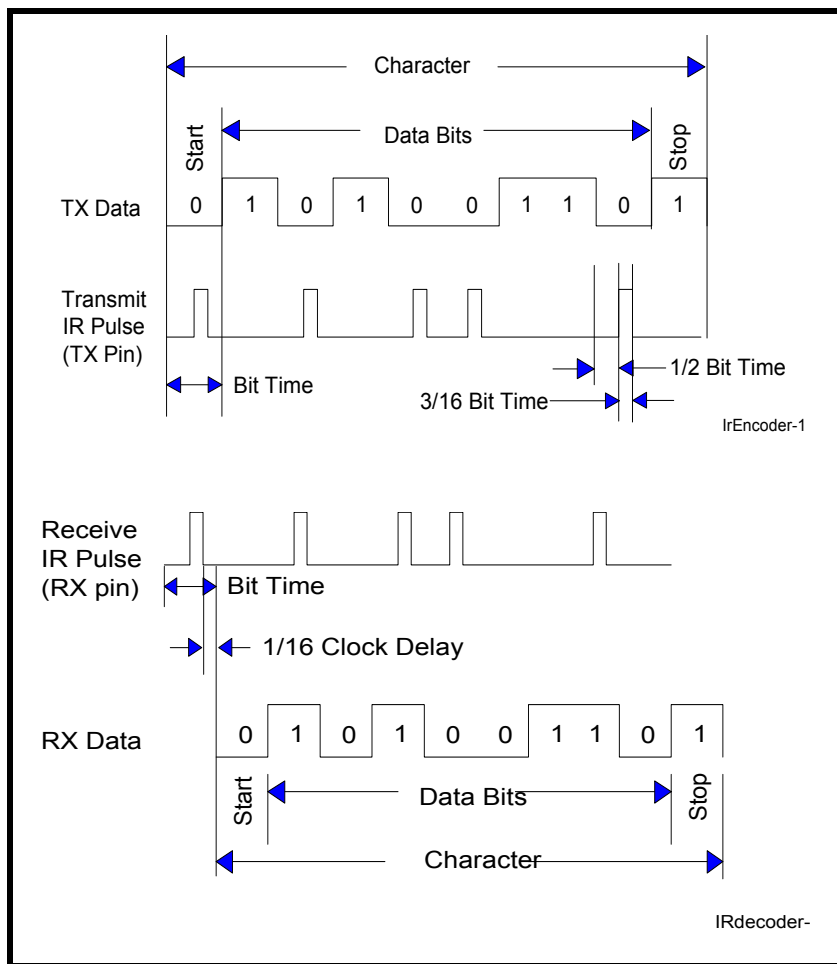 Character
Start
Data Bits
Stop
TX Data
0 1 0 1 0 0 1 1 0 1
Transmit
IR Pulse
(TX Pin)
Bit Time
1/2 Bit Time
3/16 Bit Time
IrEncoder-1
Receive
IR Pulse
(RX pin)
Bit Time
1/16 Clock Delay
RX Data
0 1 0 1 0 0 1 1 0 1
Start
Data Bits
Stop
Character
IRdecoder-